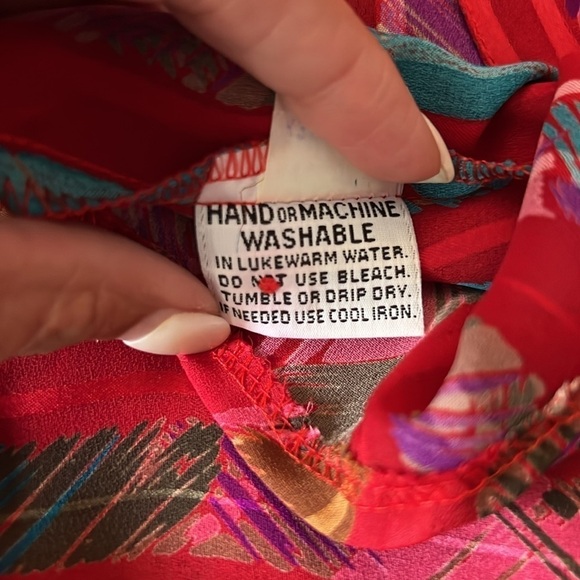 HAND OR MACHINE
WASHABLE
IN LUKEWARM WATER.
DO NOT USE BLEACH.
TUMBLE OR DRIP DRY.
IF NEEDED USE COOL IRON.